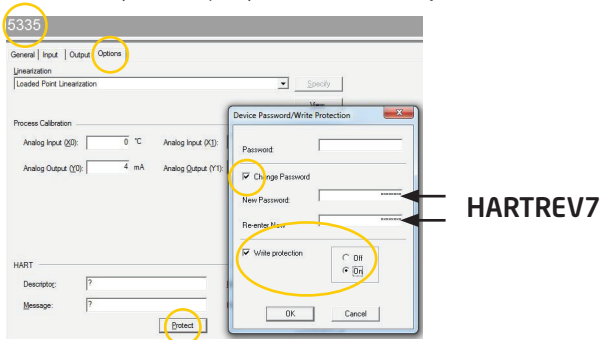 5335
General Input Output Options
Linearization
Loaded Point Linearization
Specify
Process Calibration
Analog Input (X0): 0 °C Analog Input (X1):
Analog Output (Y0): 4 mA Analog Output (Y1):
HART
Descriptor: ?
Message: ?
Protect
Device Password/Write Protection
Password:
Change Password
New Password: ********
Re-enter New ********
Write protection
Off
On
OK Cancel
HARTREV7